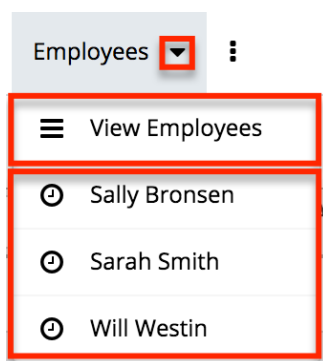 Employees
View Employees
Sally Bronsen
Sarah Smith
Will Westin